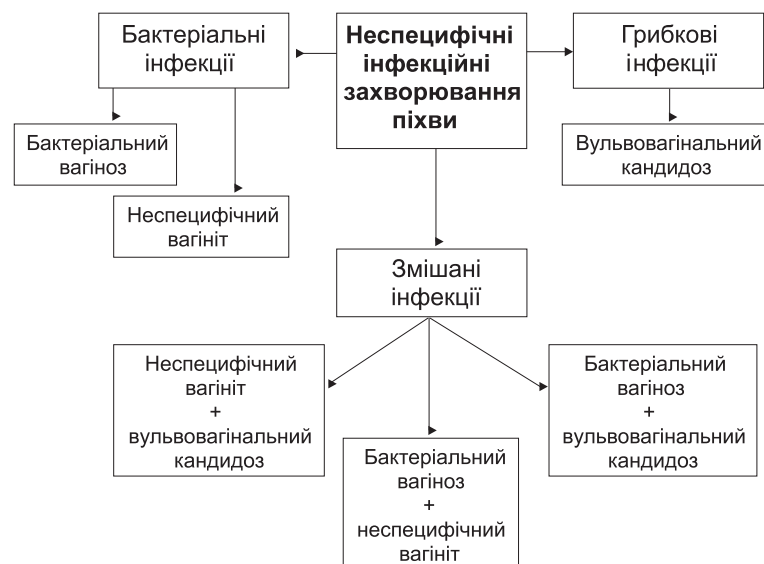 Бактеріальні
інфекції
Неспецифічні
інфекційні
захворювання
піхви
Грибкові
інфекції
Бактеріальний
вагіноз
Неспецифічний
вагініт
Вульвовагінальний
кандидоз
Змішані
інфекції
Неспецифічний
вагініт
+
вульвовагінальний
кандидоз
Бактеріальний
вагіноз
+
неспецифічний
вагініт
Бактеріальний
вагіноз
+
вульвовагінальний
кандидоз